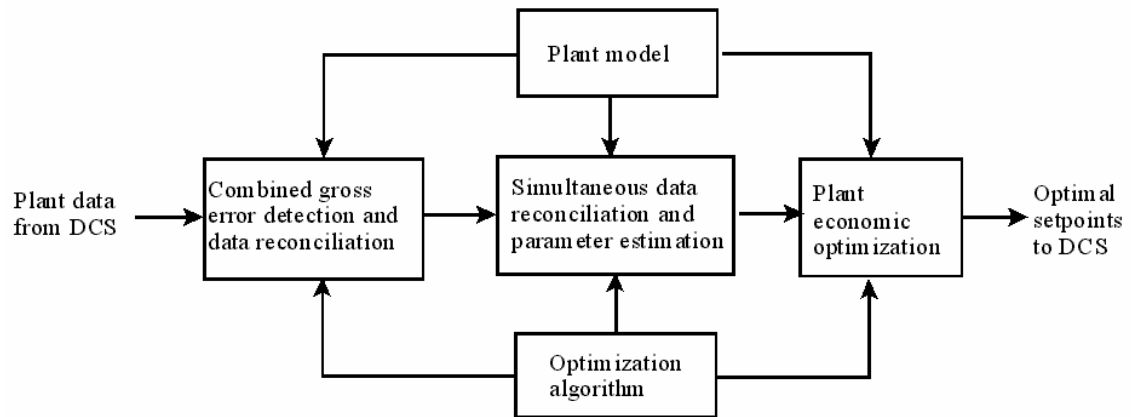 Plant model
Plant data
from DCS
Combined gross
error detection and
data reconciliation
Simultaneous data
reconciliation and
parameter estimation
Plant
economic
optimization
Optimal
setpoints
to DCS
Optimization
algorithm